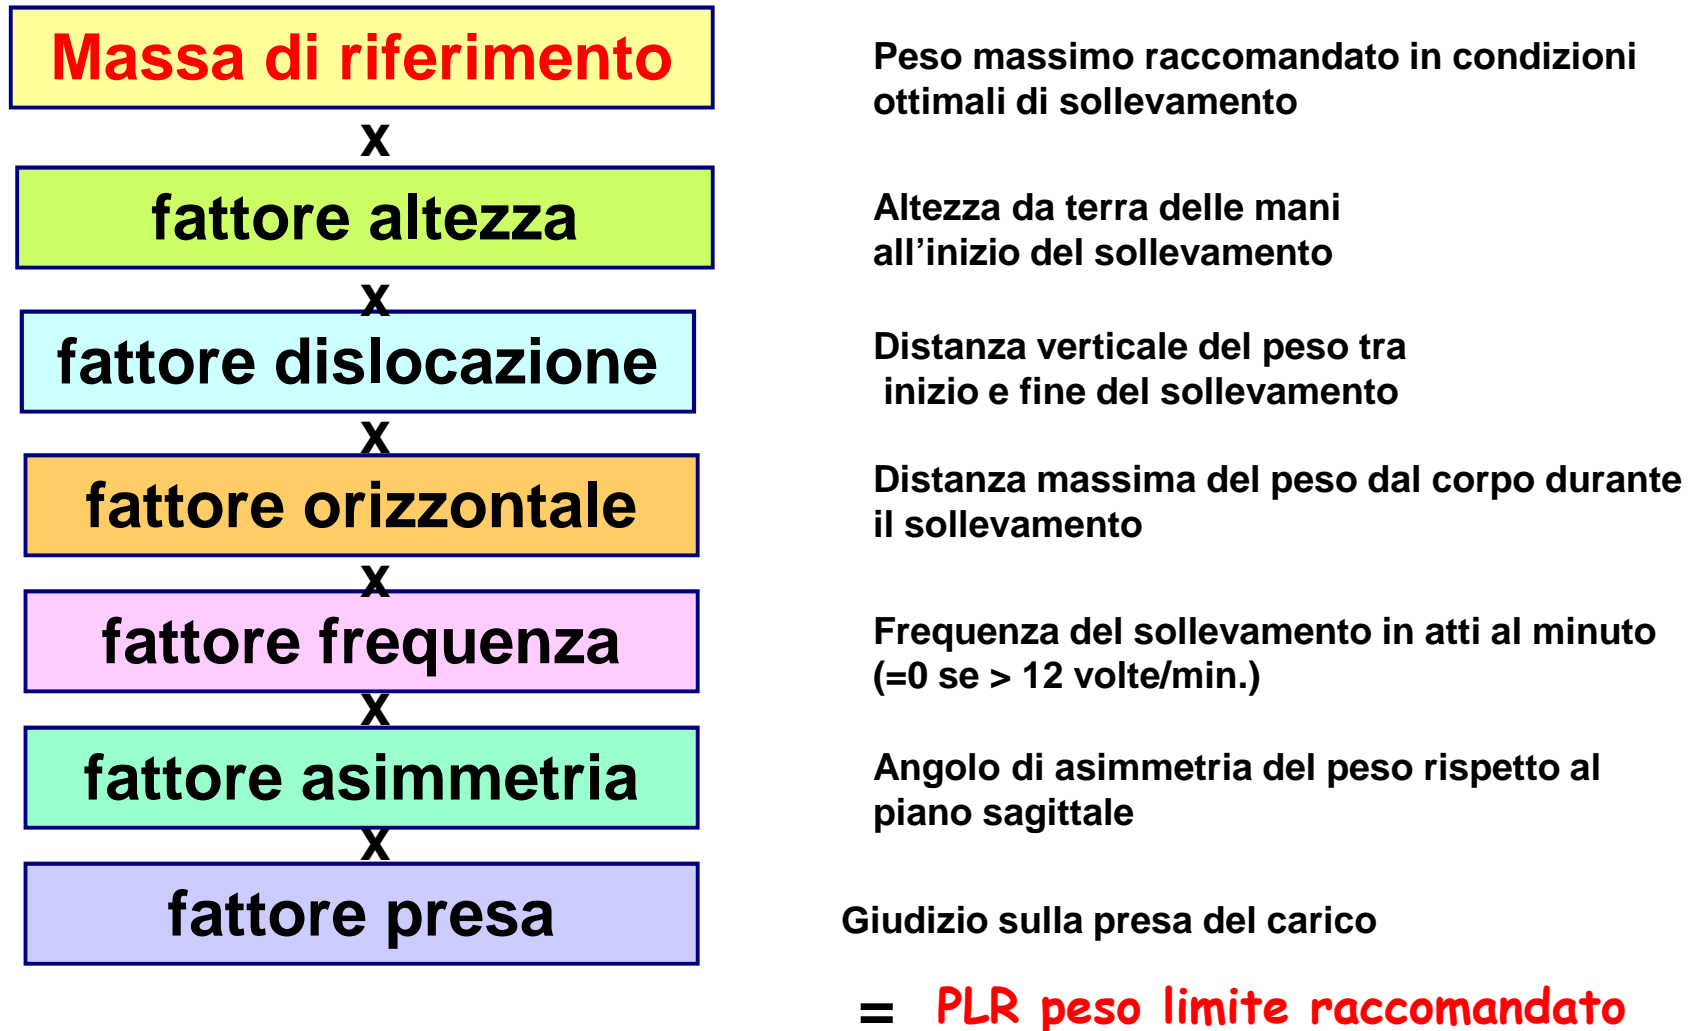 Massa di riferimento
Peso massimo raccomandato in condizioni
ottimali di sollevamento
x
fattore altezza
Altezza da terra delle mani
all’inizio del sollevamento
x
fattore dislocazione
Distanza verticale del peso tra
inizio e fine del sollevamento
x
fattore orizzontale
Distanza massima del peso dal corpo durante
il sollevamento
x
fattore frequenza
Frequenza del sollevamento in atti al minuto
(=0 se > 12 volte/min.)
x
fattore asimmetria
Angolo di asimmetria del peso rispetto al
piano sagittale
x
fattore presa
Giudizio sulla presa del carico
= PLR peso limite raccomandato